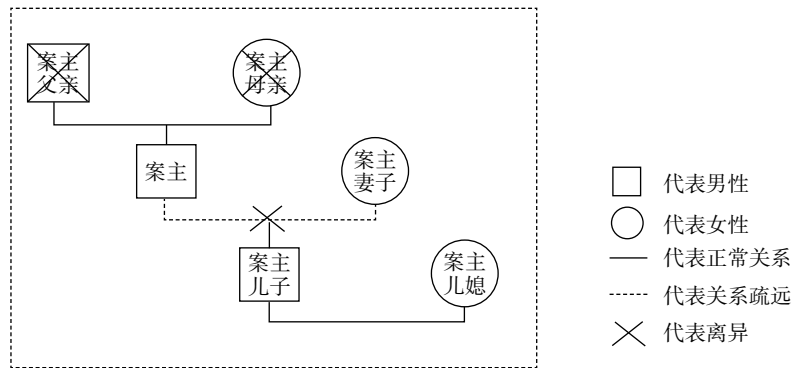 案主
父亲
案主
母亲
案主
案主
妻子
案主
儿子
案主
儿媳
代表男性
代表女性
代表正常关系
代表关系疏远
代表离异